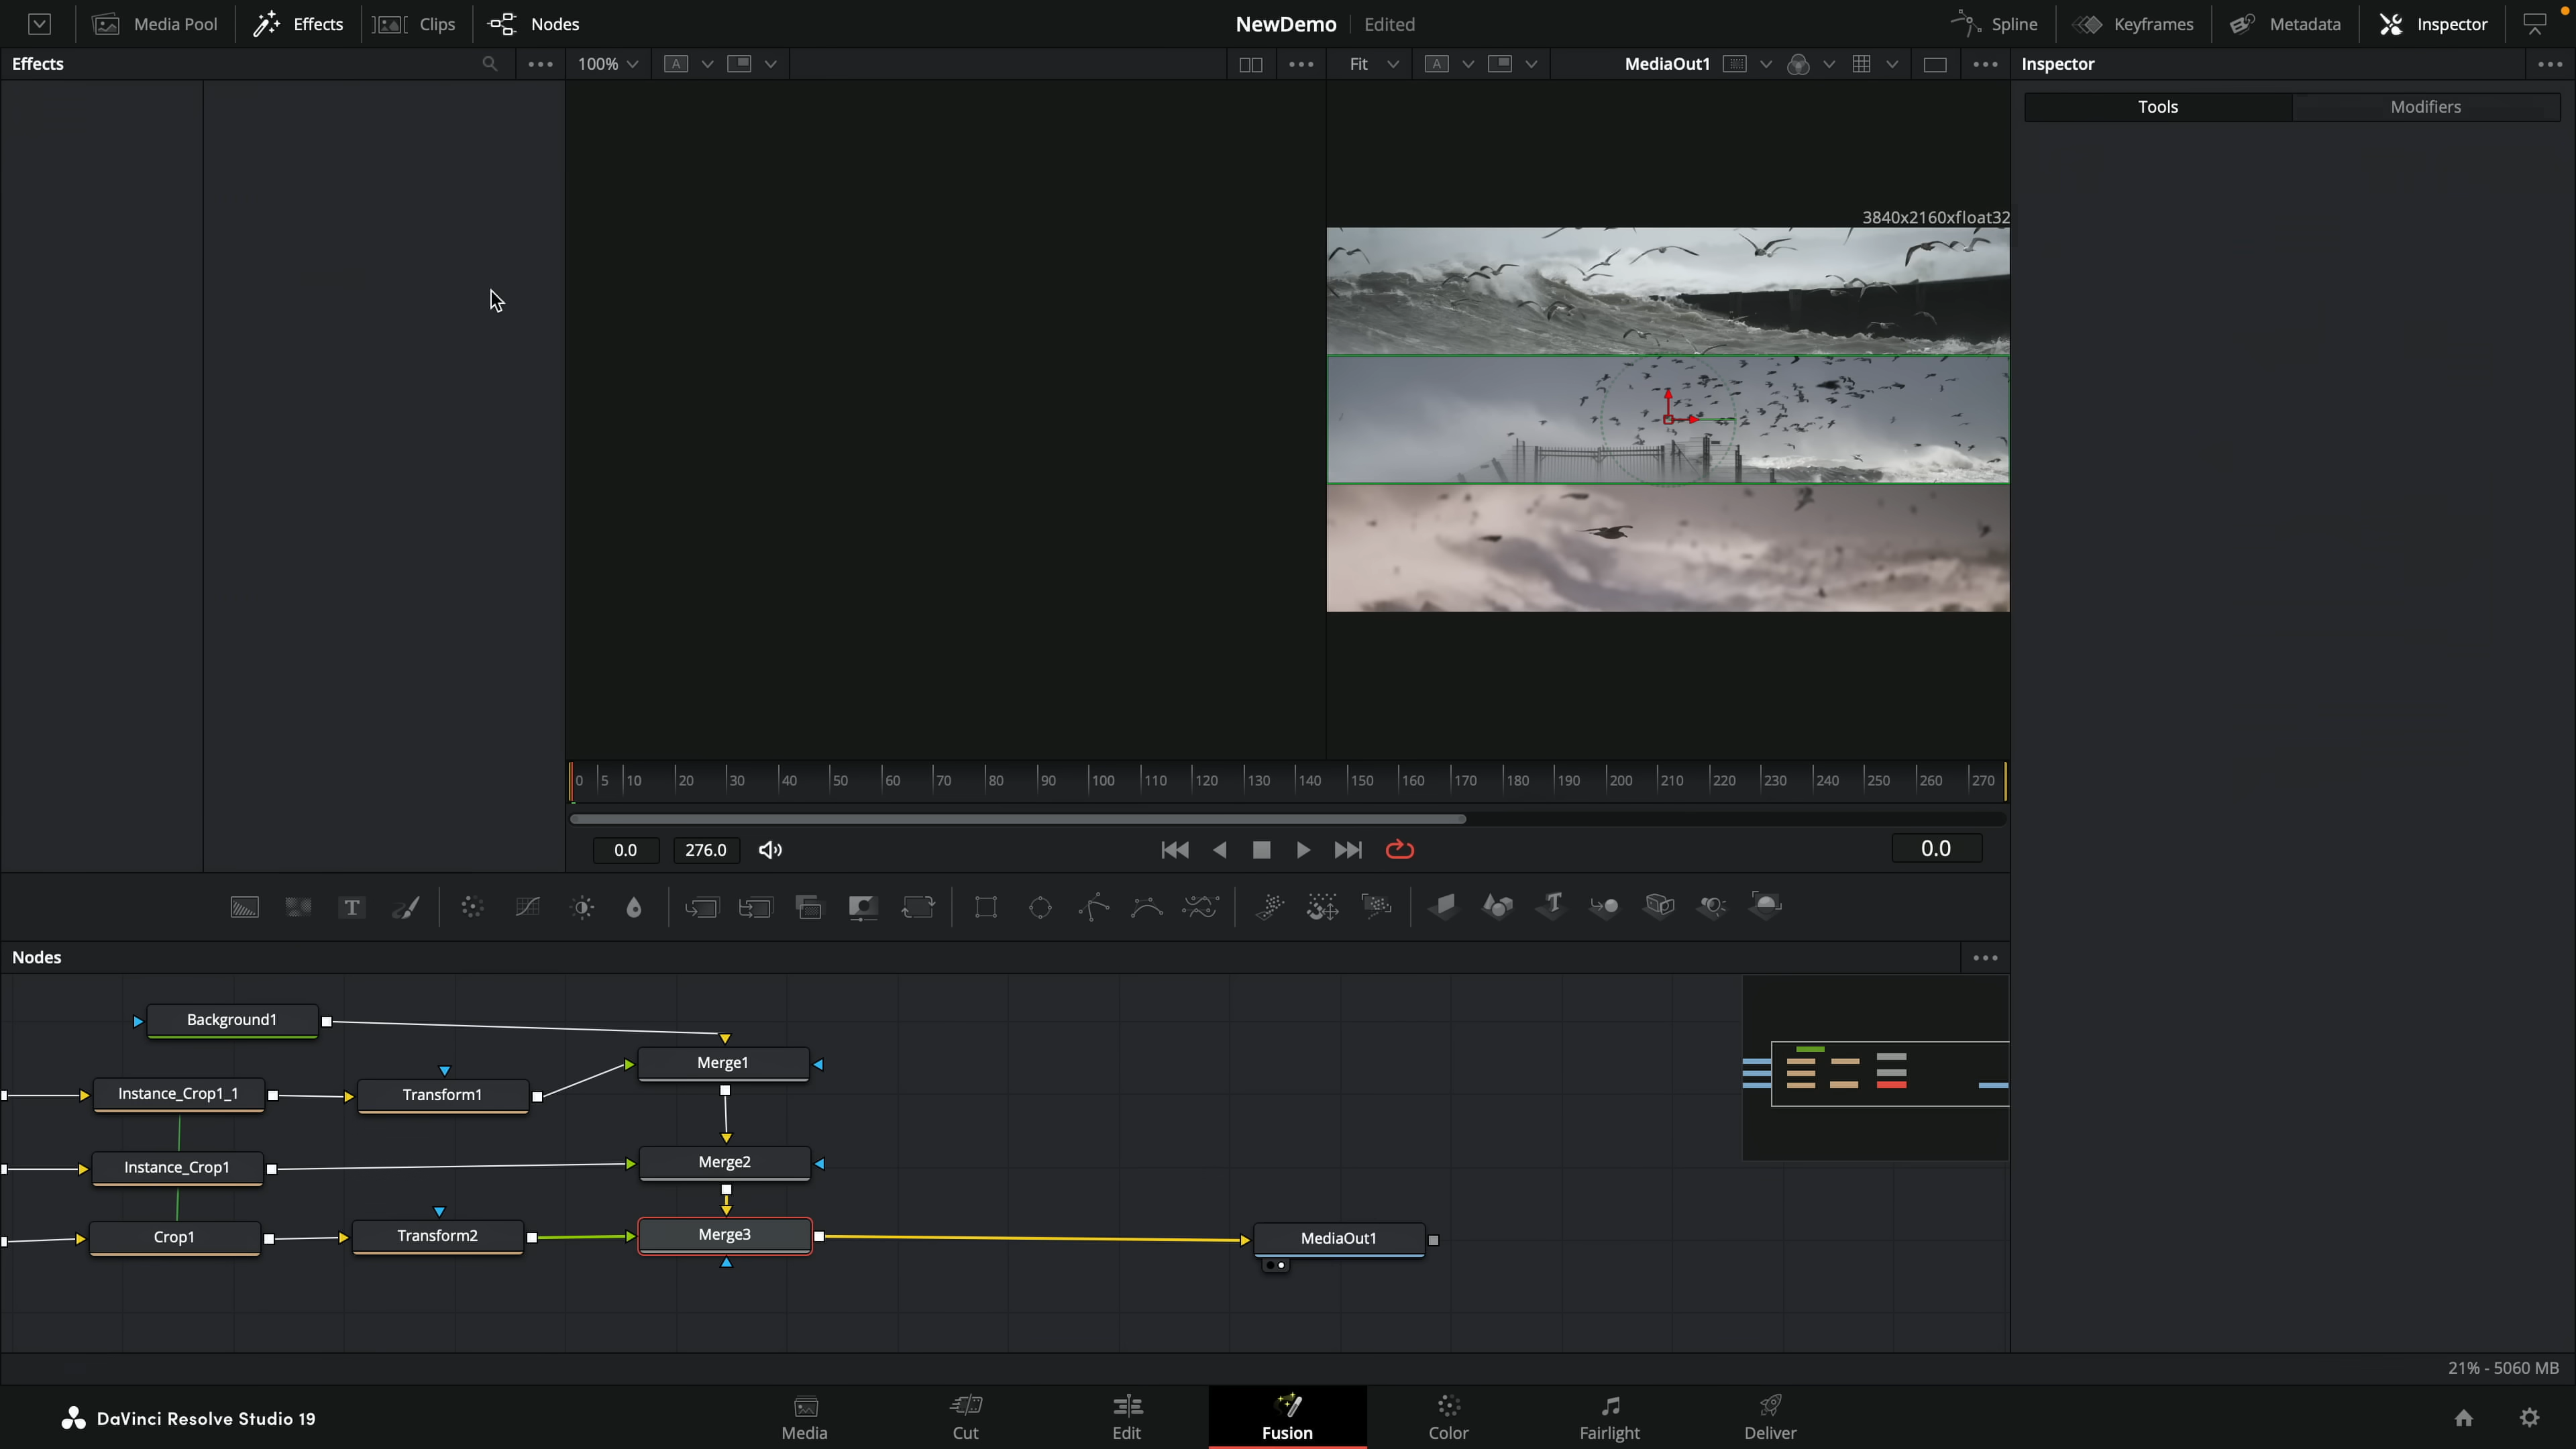 Media Pool Effects Clips Nodes NewDemo Edited Spline Keyframes Metadata Inspector
Effects 100% A Fit A MediaOut1 Inspector
Tools Modifiers
3840x2160xfloat32
0 5 10 20 30 40 50 60 70 80 90 100 110 120 130 140 150 160 170 180 190 200 210 220 230 240 250 260 270
0.0 276.0 0.0
T
Nodes
Background1
Merge1
Instance_Crop1_1 Transform1
Instance_Crop1 Merge2
Crop1 Transform2 Merge3 MediaOut1
21% - 5060 MB
DaVinci Resolve Studio 19
Media Cut Edit Fusion Color Fairlight Deliver